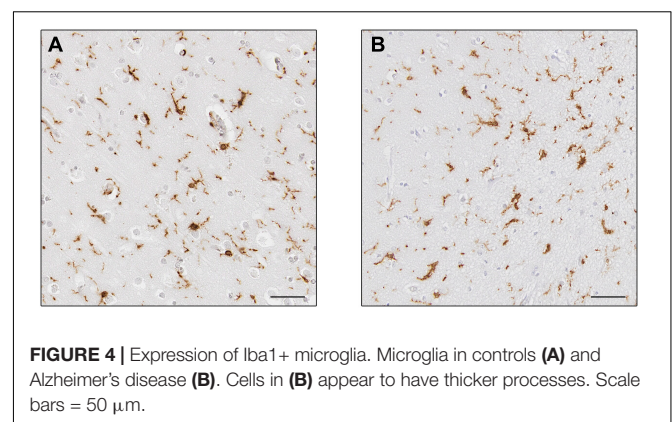 A
B
FIGURE 4 | Expression of Iba1+ microglia. Microglia in controls (A) and
Alzheimer's disease (B). Cells in (B) appear to have thicker processes. Scale
bars = 50 μm.